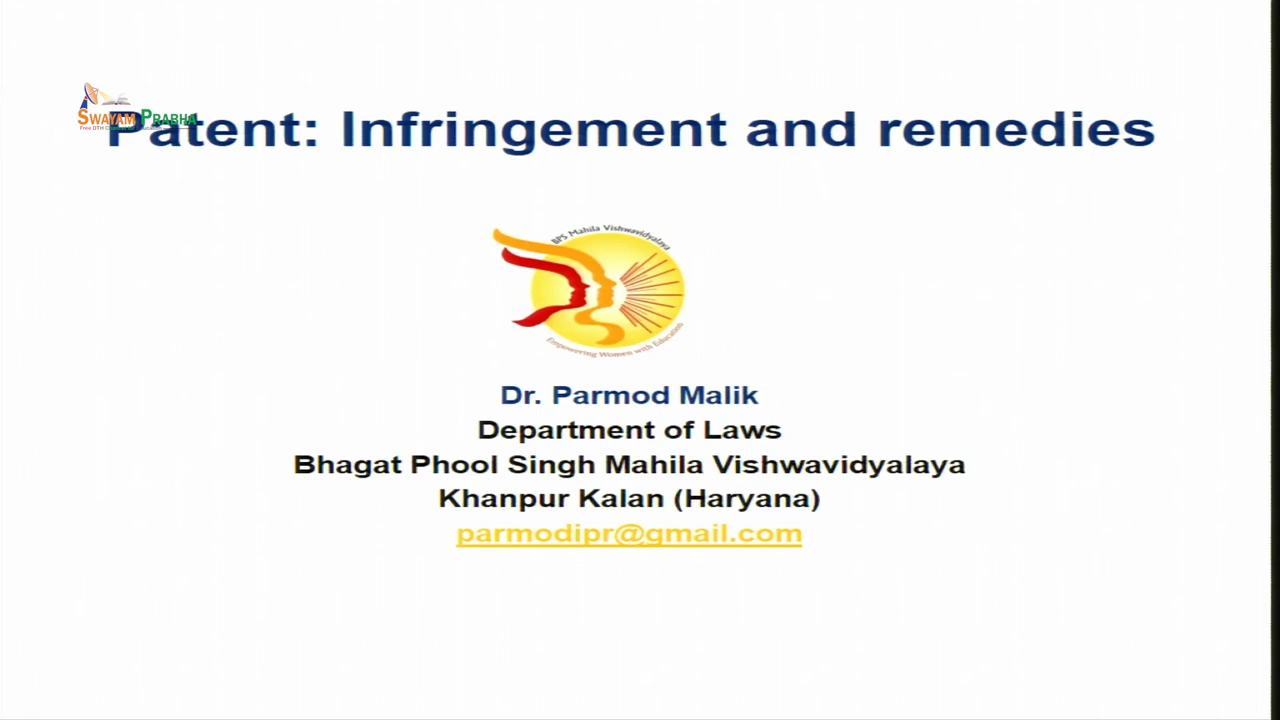 SWAYAM PRABHA
Patent: Infringement and remedies
BPS Mahila Vishwavidyalaya
Empowering Women with Education
Dr. Parmod Malik
Department of Laws
Bhagat Phool Singh Mahila Vishwavidyalaya
Khanpur Kalan (Haryana)
parmodipr@gmail.com